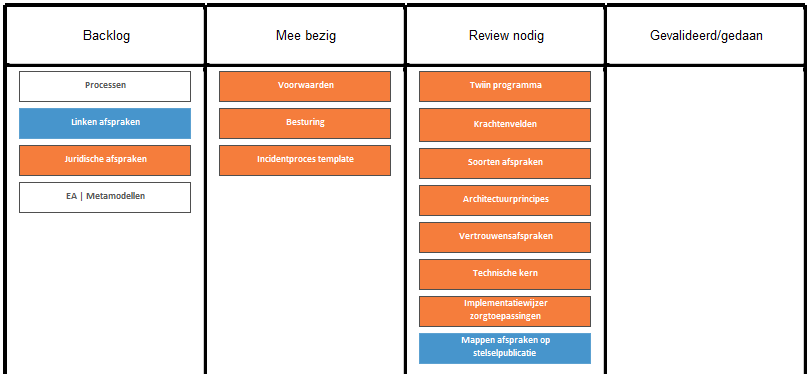 Backlog
Mee bezig
Review nodig
Gevalideerd/gedaan
Processen
Linken afspraken
Juridische afspraken
EA | Metamodellen
Voorwaarden
Besturing
Incidentproces template
Twiin programma
Krachtenvelden
Soorten afspraken
Architectuurprincipes
Vertrouwensafspraken
Technische kern
Implementatiewijzer
zorgtoepassingen
Mappen afspraken op
stelselpublicatie